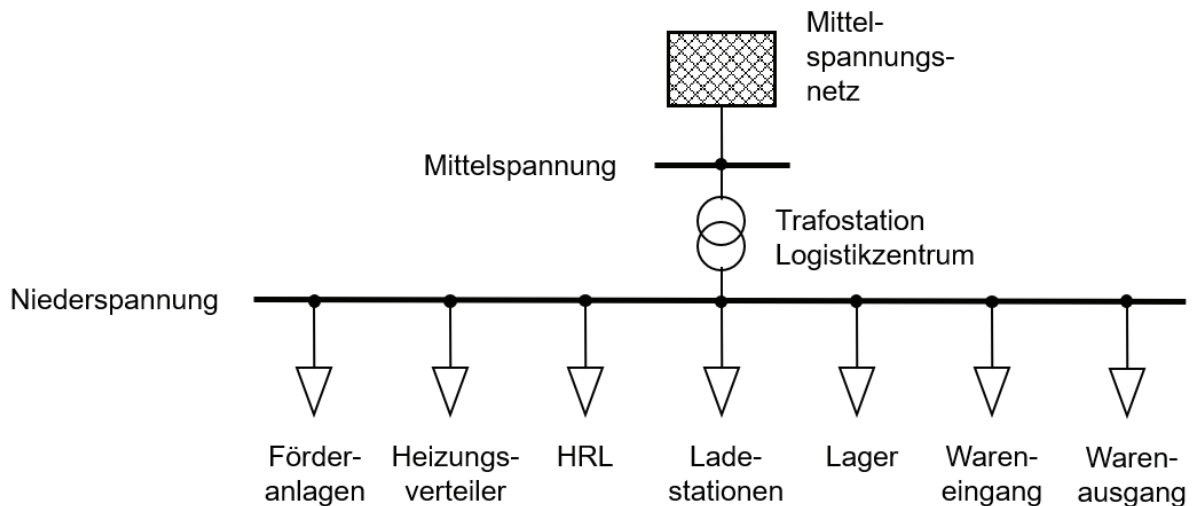 Mittel-
spannungs-
netz
Mittelspannung
Trafostation
Logistikzentrum
Niederspannung
Förder-
anlagen
Heizungs-
verteiler
HRL
Lade-
stationen
Lager
Waren-
eingang
Waren-
ausgang